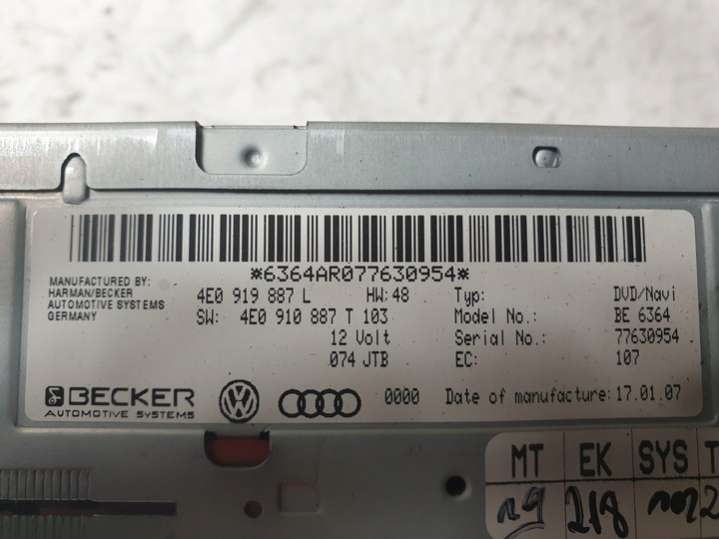 *6364AR077630954*
MANUFACTURED BY:
HARMAN/BECKER
AUTOMOTIVE SYSTEMS
GERMANY
4E0 919 887 L HW:48
SW: 4E0 910 887 T 103
12 Volt
074 JTB
Typ: DVD/Navi
Model No.: BE 6364
Serial No.: 77630954
EC: 107
BECKER
AUTOMOTIVE SYSTEMS
0000 Date of manufacture: 17.01.07
MT EK SYS T
218